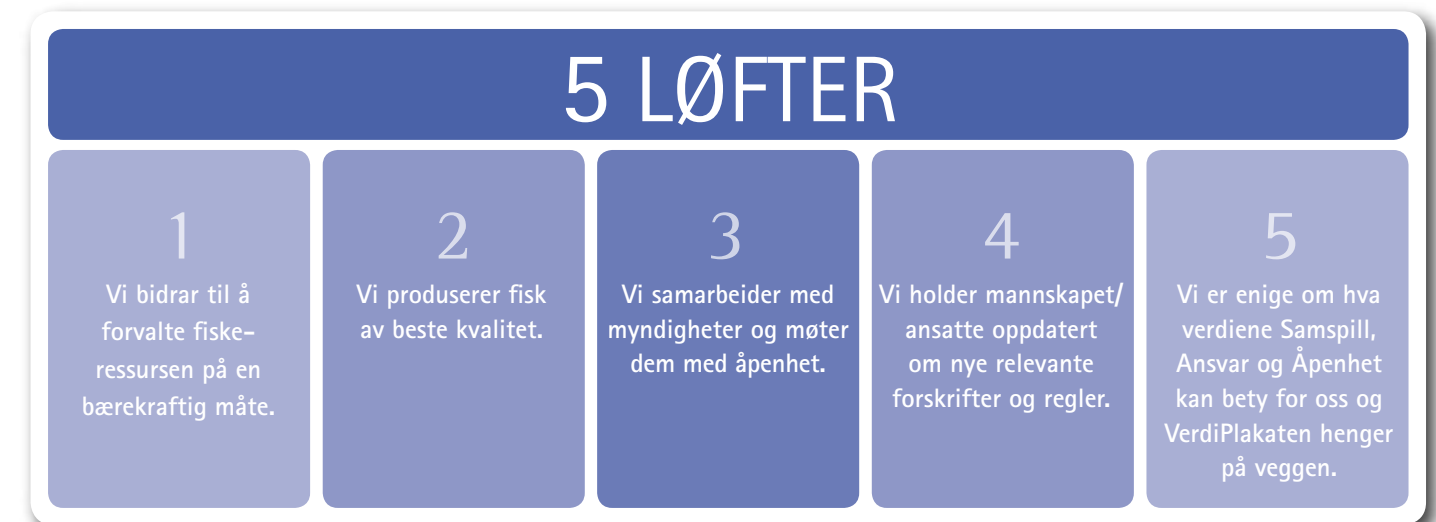 5 LØFTER
1
Vi bidrar til å
forvalte fiske-
ressursen på en
bærekraftig måte.
2
Vi produserer fisk
av beste kvalitet.
3
Vi samarbeider med
myndigheter og møter
dem med åpenhet.
4
Vi holder mannskapet/
ansatte oppdatert
om nye relevante
forskrifter og regler.
5
Vi er enige om hva
verdiene Samspill,
Ansvar og Åpenhet
kan bety for oss og
VerdiPlakaten henger
på veggen.